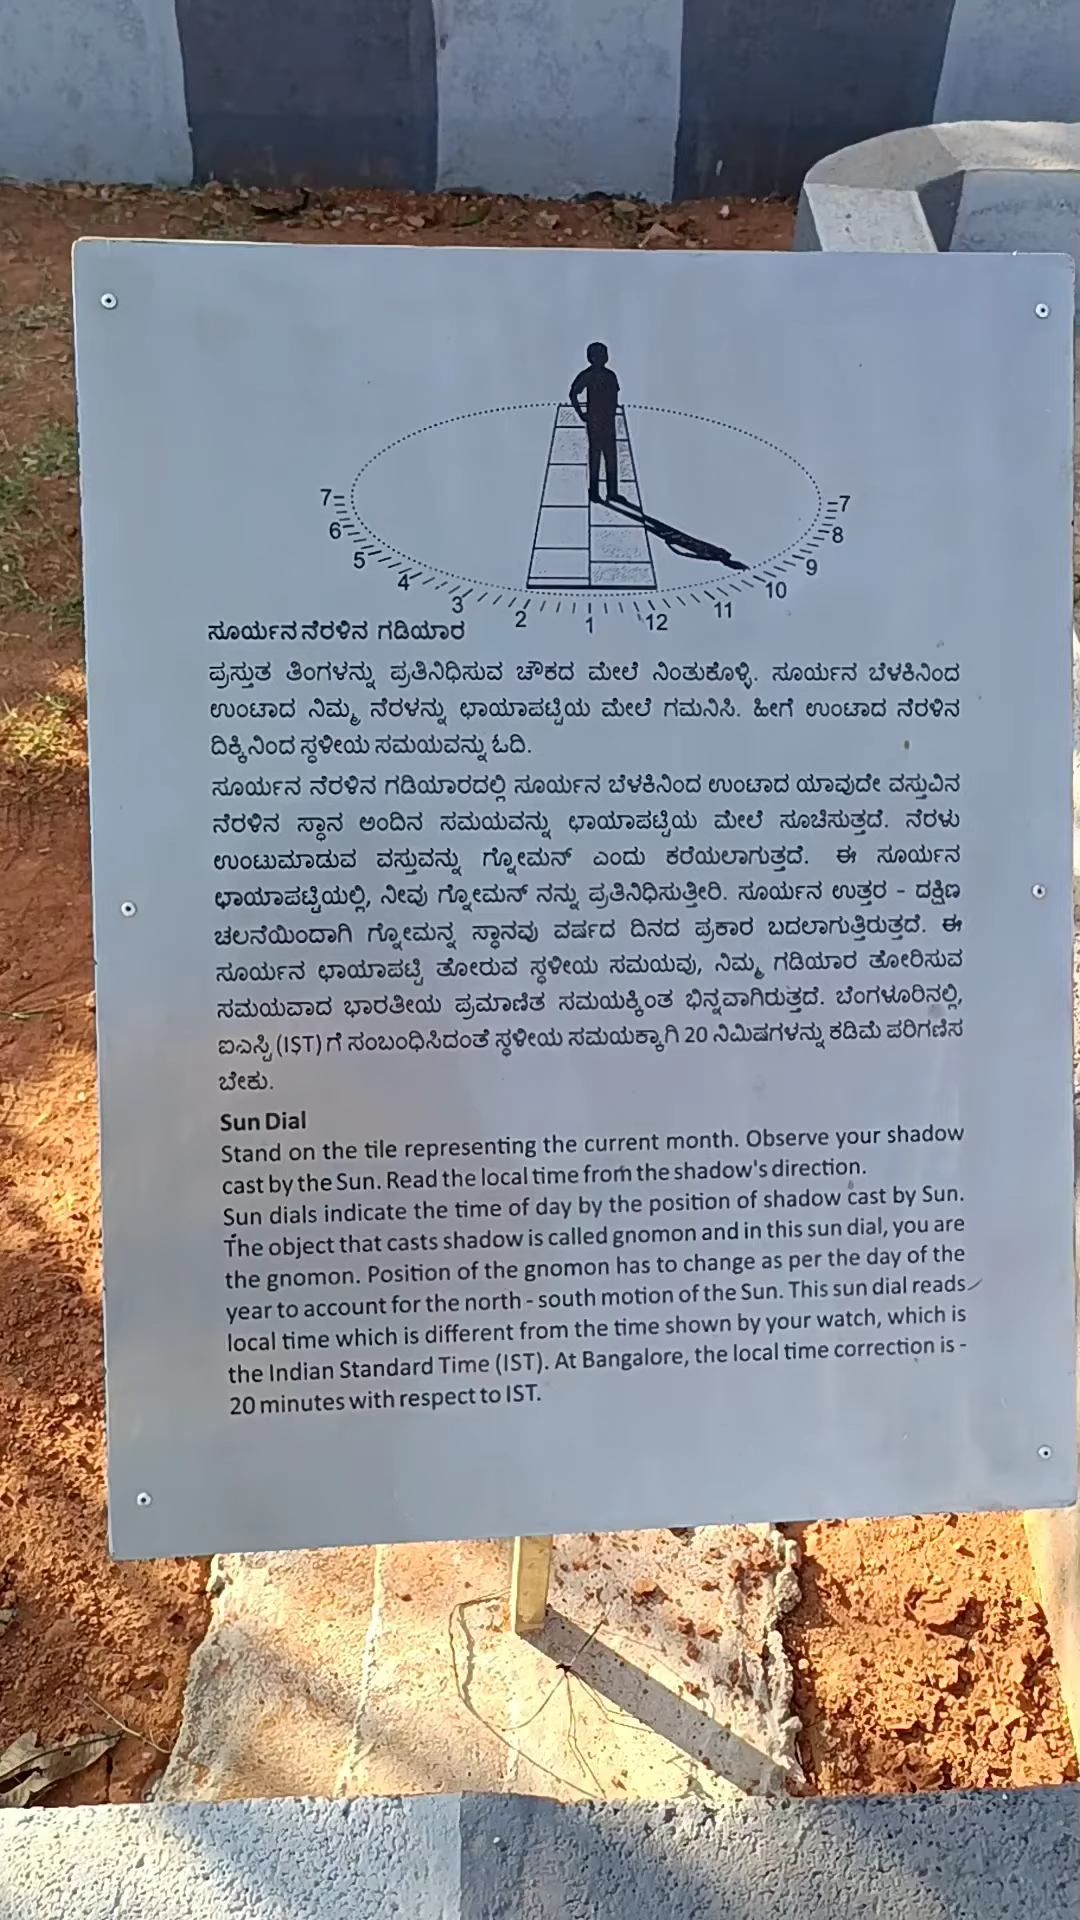 7
7
6
8
5
9
4
10
3
11
2
12
1
ಸೂರ್ಯನ ನೆರಳಿನ ಗಡಿಯಾರ
ಪ್ರಸ್ತುತ ತಿಂಗಳನ್ನು ಪ್ರತಿನಿಧಿಸುವ ಚೌಕದ ಮೇಲೆ ನಿಂತುಕೊಳ್ಳಿ. ಸೂರ್ಯನ ಬೆಳಕಿನಿಂದ
ಉಂಟಾದ ನಿಮ್ಮ ನೆರಳನ್ನು ಛಾಯಾಪಟ್ಟಿಯ ಮೇಲೆ ಗಮನಿಸಿ. ಹೀಗೆ ಉಂಟಾದ ನೆರಳಿನ
ದಿಕ್ಕಿನಿಂದ ಸ್ಥಳೀಯ ಸಮಯವನ್ನು ಓದಿ.
ಸೂರ್ಯನ ನೆರಳಿನ ಗಡಿಯಾರದಲ್ಲಿ ಸೂರ್ಯನ ಬೆಳಕಿನಿಂದ ಉಂಟಾದ ಯಾವುದೇ ವಸ್ತುವಿನ
ನೆರಳಿನ ಸ್ಥಾನ ಅಂದಿನ ಸಮಯವನ್ನು ಛಾಯಾಪಟ್ಟಿಯ ಮೇಲೆ ಸೂಚಿಸುತ್ತದೆ. ನೆರಳು
ಉಂಟುಮಾಡುವ ವಸ್ತುವನ್ನು ಗ್ನೋಮನ್ ಎಂದು ಕರೆಯಲಾಗುತ್ತದೆ. ಈ ಸೂರ್ಯನ
ಛಾಯಾಪಟ್ಟಿಯಲ್ಲಿ, ನೀವು ಗ್ನೋಮನ್ ನನ್ನು ಪ್ರತಿನಿಧಿಸುತ್ತೀರಿ. ಸೂರ್ಯನ ಉತ್ತರ - ದಕ್ಷಿಣ
ಚಲನೆಯಿಂದಾಗಿ ಗ್ನೋಮನ್ನ ಸ್ಥಾನವು ವರ್ಷದ ದಿನದ ಪ್ರಕಾರ ಬದಲಾಗುತ್ತಿರುತ್ತದೆ. ಈ
ಸೂರ್ಯನ ಛಾಯಾಪಟ್ಟಿ ತೋರುವ ಸ್ಥಳೀಯ ಸಮಯವು, ನಿಮ್ಮ ಗಡಿಯಾರ ತೋರಿಸುವ
ಸಮಯವಾದ ಭಾರತೀಯ ಪ್ರಮಾಣಿತ ಸಮಯಕ್ಕಿಂತ ಭಿನ್ನವಾಗಿರುತ್ತದೆ. ಬೆಂಗಳೂರಿನಲ್ಲಿ,
ಐಎಸ್ಟಿ (IST) ಗೆ ಸಂಬಂಧಿಸಿದಂತೆ ಸ್ಥಳೀಯ ಸಮಯಕ್ಕಾಗಿ 20 ನಿಮಿಷಗಳನ್ನು ಕಡಿಮೆ ಪರಿಗಣಿಸ
ಬೇಕು.
Sun Dial
Stand on the tile representing the current month. Observe your shadow
cast by the Sun. Read the local time from the shadow's direction.
Sun dials indicate the time of day by the position of shadow cast by Sun.
The object that casts shadow is called gnomon and in this sun dial, you are
the gnomon. Position of the gnomon has to change as per the day of the
year to account for the north - south motion of the Sun. This sun dial reads
local time which is different from the time shown by your watch, which is
the Indian Standard Time (IST). At Bangalore, the local time correction is -
20 minutes with respect to IST.